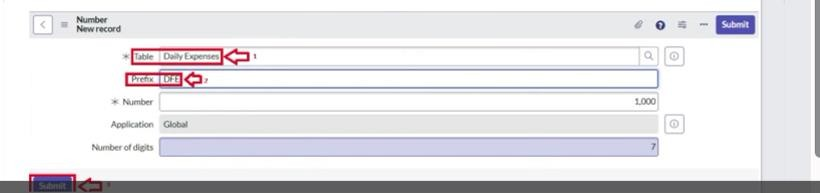 Number
New record
Submit
* Table Daily Expenses 1
Prefix DFE 2
* Number 1,000
Application Global
Number of digits 7
Submit